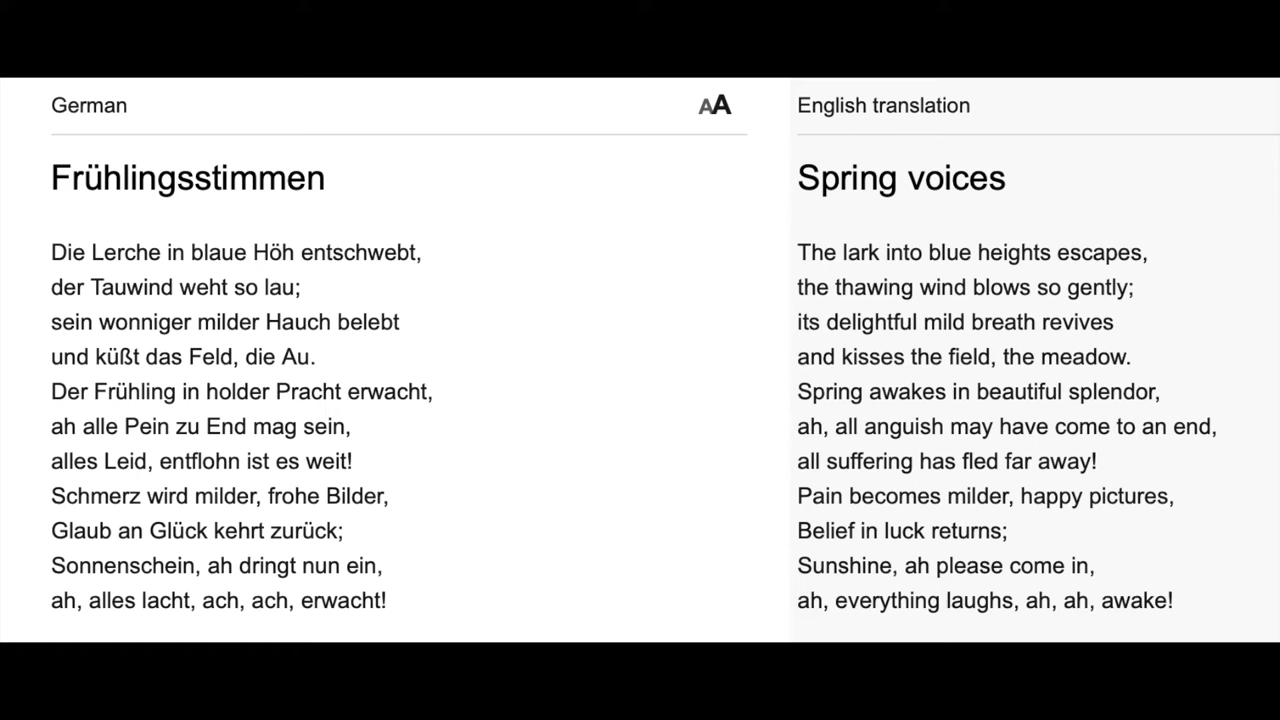 German
AA
Frühlingsstimmen
Die Lerche in blaue Höh entschwebt,
der Tauwind weht so lau;
sein wonniger milder Hauch belebt
und küßt das Feld, die Au.
Der Frühling in holder Pracht erwacht,
ah alle Pein zu End mag sein,
alles Leid, entflohn ist es weit!
Schmerz wird milder, frohe Bilder,
Glaub an Glück kehrt zurück;
Sonnenschein, ah dringt nun ein,
ah, alles lacht, ach, ach, erwacht!
English translation
Spring voices
The lark into blue heights escapes,
the thawing wind blows so gently;
its delightful mild breath revives
and kisses the field, the meadow.
Spring awakes in beautiful splendor,
ah, all anguish may have come to an end,
all suffering has fled far away!
Pain becomes milder, happy pictures,
Belief in luck returns;
Sunshine, ah please come in,
ah, everything laughs, ah, ah, awake!